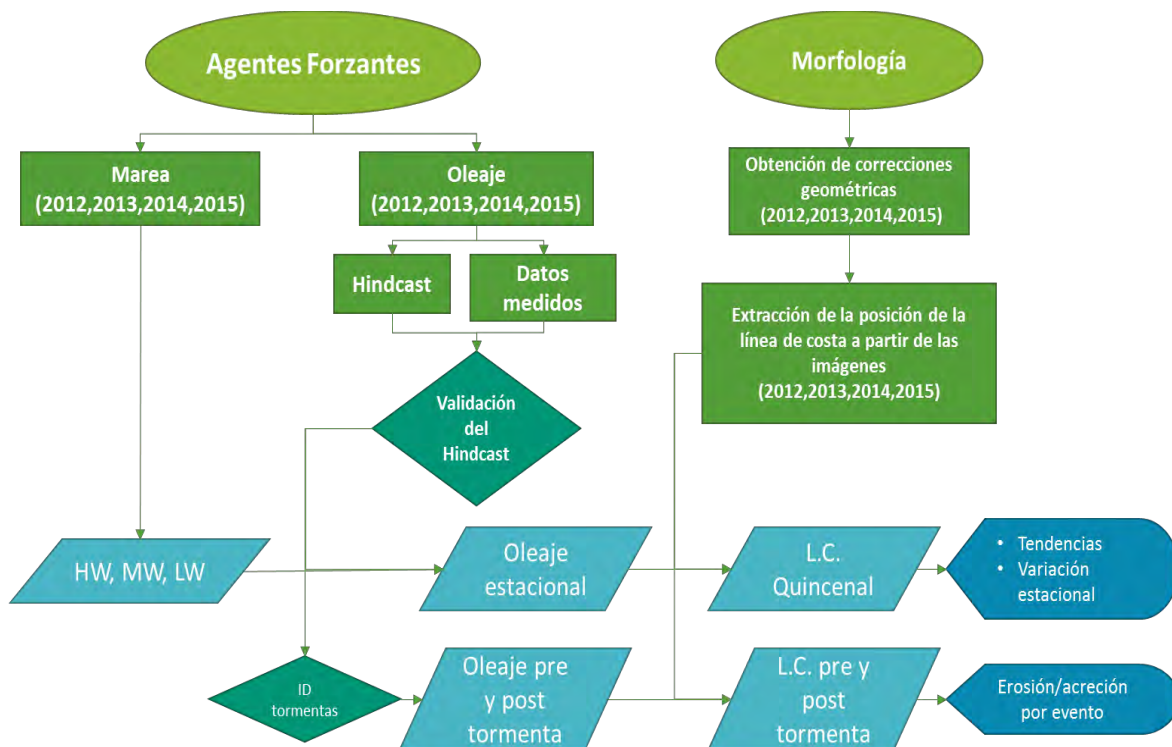 Agentes Forzantes
Morfología
Marea
(2012,2013,2014,2015)
Oleaje
(2012,2013,2014,2015)
Obtención de correcciones
geométricas
(2012,2013,2014,2015)
Hindcast
Datos
medidos
Extracción de la posición de la
línea de costa a partir de las
imágenes
(2012,2013,2014,2015)
Validación
del
Hindcast
HW, MW, LW
Oleaje
estacional
L.C.
Quincenal
• Tendencias
• Variación
estacional
ID
tormentas
Oleaje pre
y post
tormenta
L.C. pre y
post
tormenta
Erosión/acreción
por evento